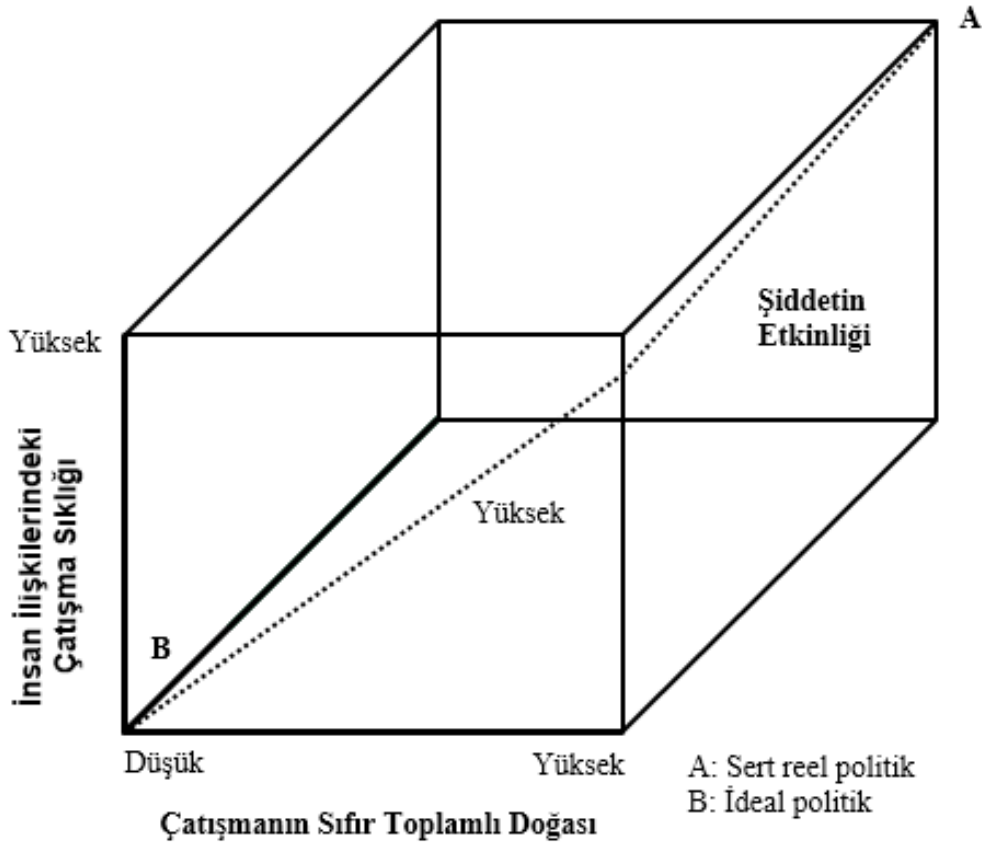 A
Şiddetin
Etkinliği
Yüksek
İnsan İlişkilerindeki
Çatışma Sıklığı
Yüksek
B
Düşük
Yüksek
A: Sert reel politik
B: İdeal politik
Çatışmanın Sıfır Toplamlı Doğası